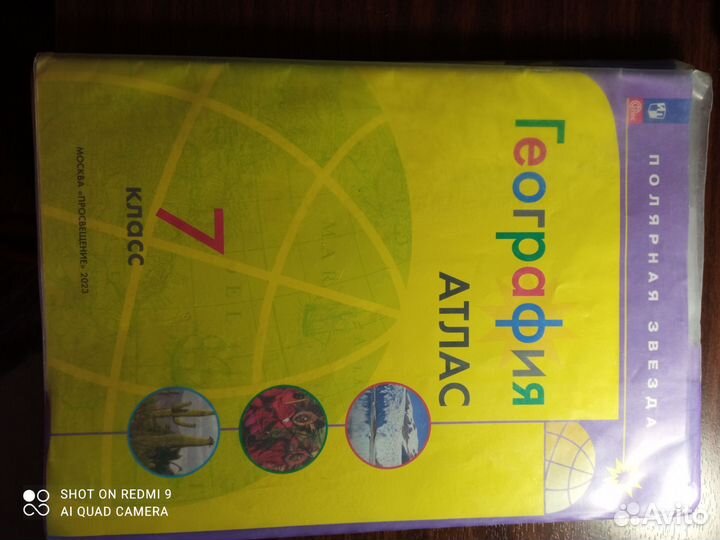 ПОЛЯРНАЯ ЗВЕЗДА
География
АТЛАС
7
класс
МОСКВА «ПРОСВЕЩЕНИЕ» 2023
SHOT ON REDMI 9
AI QUAD CAMERA
Avito